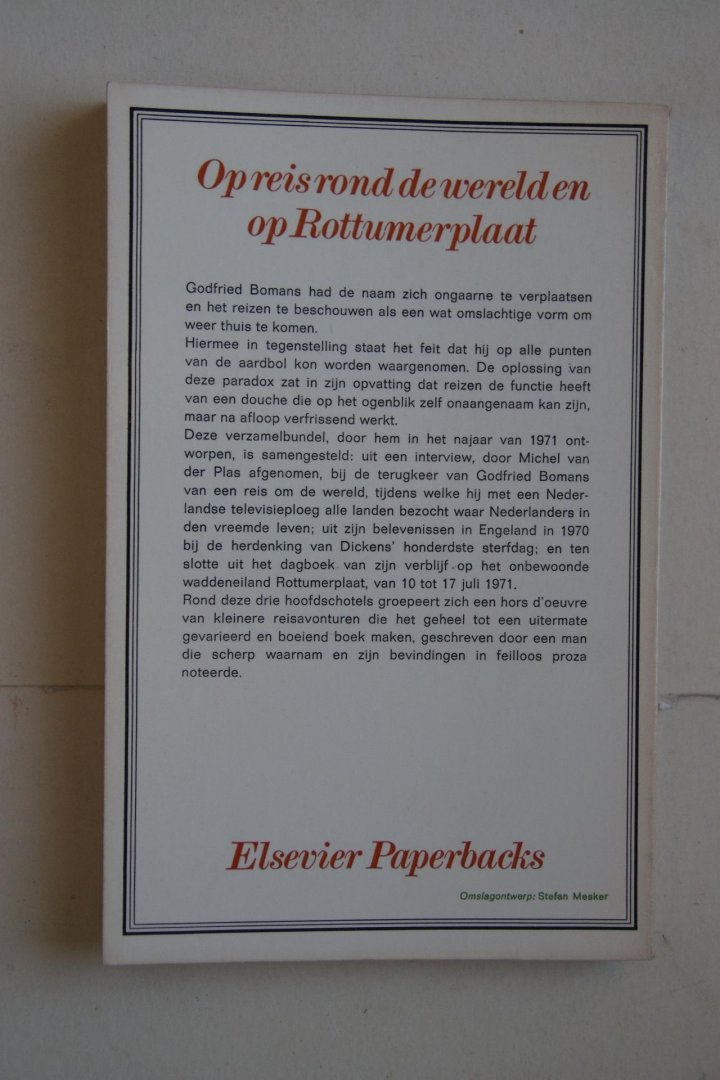 Op reis rond de wereld en
op Rottumerplaat
Godfried Bomans had de naam zich ongaarne te verplaatsen
en het reizen te beschouwen als een wat omslachtige vorm om
weer thuis te komen.
Hiermee in tegenstelling staat het feit dat hij op alle punten
van de aardbol kon worden waargenomen. De oplossing van
deze paradox zat in zijn opvatting dat reizen de functie heeft
van een douche die op het ogenblik zelf onaangenaam kan zijn,
maar na afloop verfrissend werkt.
Deze verzamelbundel, door hem in het najaar van 1971 ont-
worpen, is samengesteld: uit een interview, door Michel van
der Plas afgenomen, bij de terugkeer van Godfried Bomans
van een reis om de wereld, tijdens welke hij met een Neder-
landse televisieploeg alle landen bezocht waar Nederlanders in
den vreemde leven; uit zijn belevenissen in Engeland in 1970
bij de herdenking van Dickens' honderdste sterfdag; en ten
slotte uit het dagboek van zijn verblijf op het onbewoonde
waddeneiland Rottumerplaat, van 10 tot 17 juli 1971.
Rond deze drie hoofdschotels groepeert zich een hors d'oeuvre
van kleinere reisavonturen die het geheel tot een uitermate
gevarieerd en boeiend boek maken, geschreven door een man
die scherp waarnam en zijn bevindingen in feilloos proza
noteerde.
Elsevier Paperbacks
Omslagontwerp: Stefan Mesker